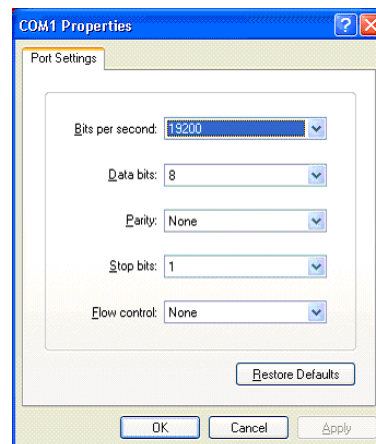 COM1 Properties
Port Settings
Bits per second: 19200
Data bits: 8
Parity: None
Stop bits: 1
Flow control: None
Restore Defaults
OK Cancel Apply